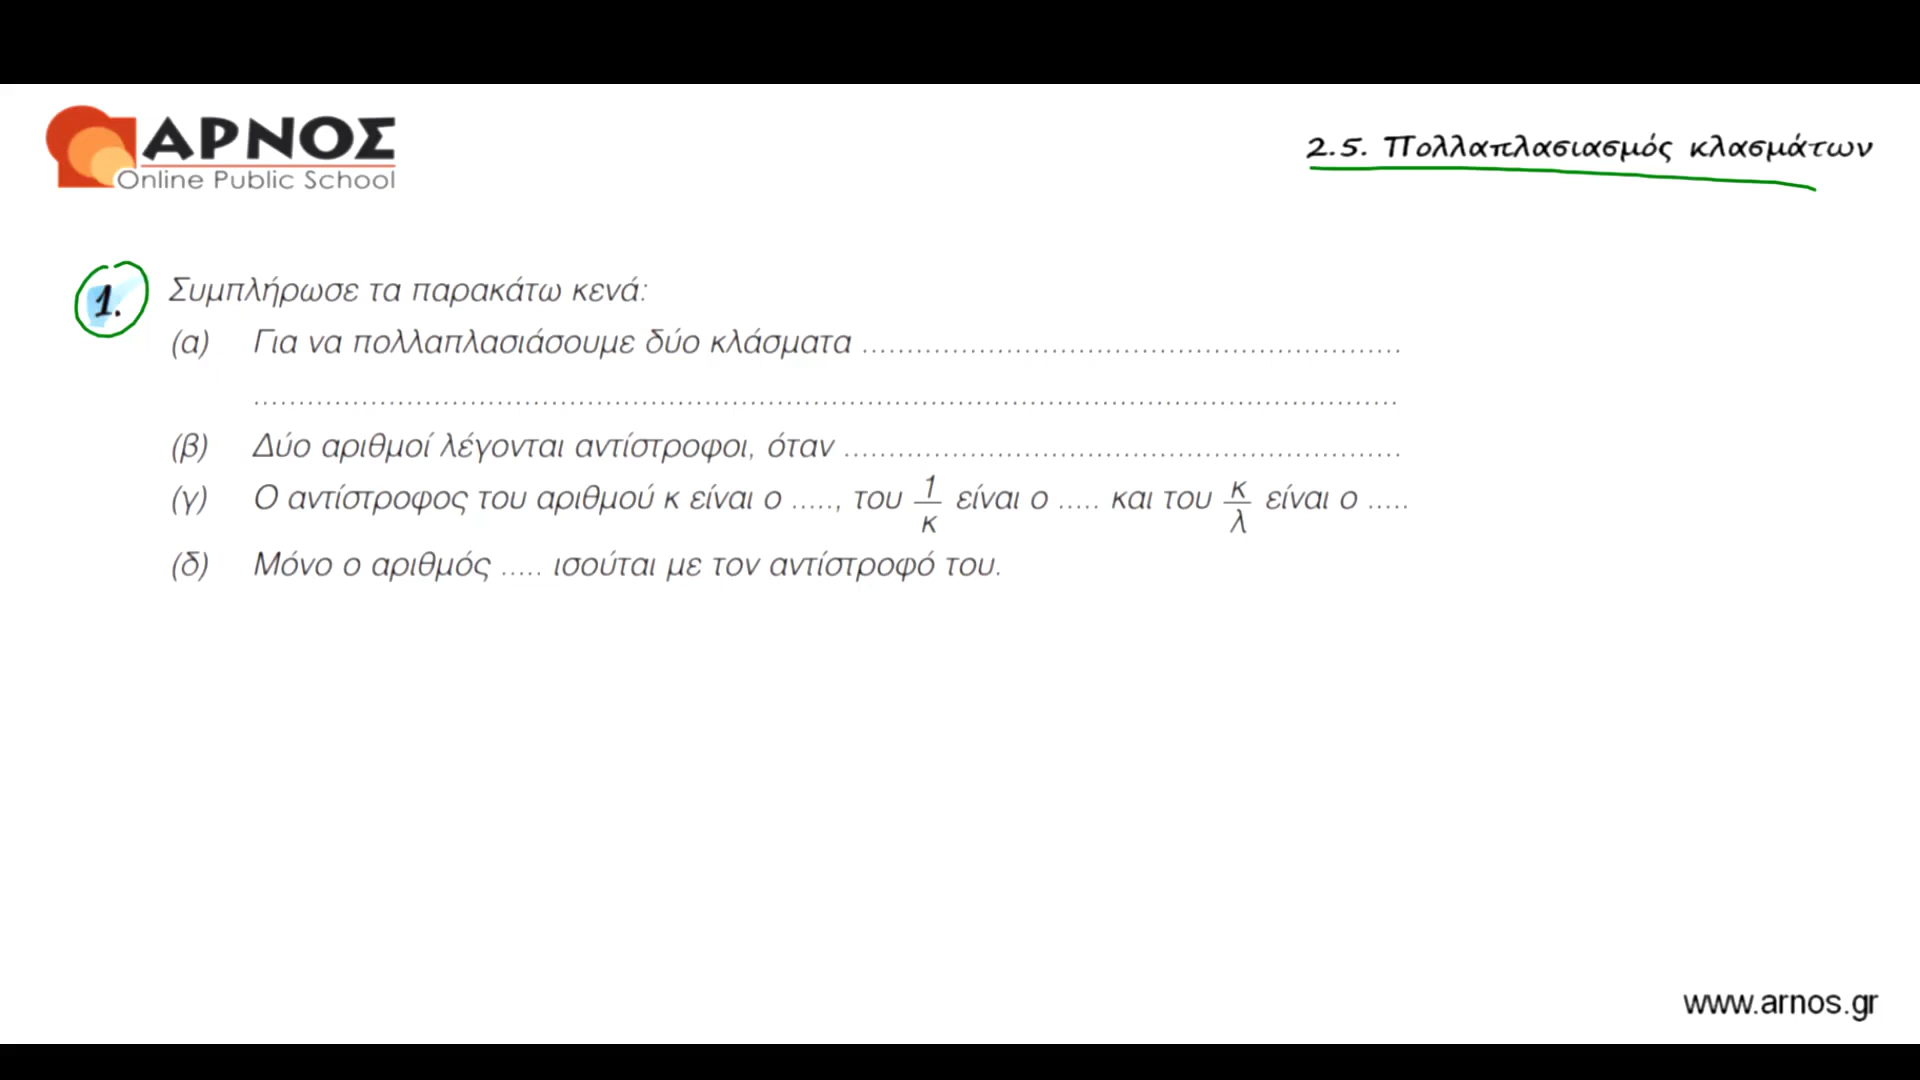 ΑΡΝΟΣ
Online Public School
2.5. Πολλαπλασιασμός κλασμάτων
1. Συμπλήρωσε τα παρακάτω κενά:
(α) Για να πολλαπλασιάσουμε δύο κλάσματα ............................................................
................................................................................................................................
(β) Δύο αριθμοί λέγονται αντίστροφοι, όταν ..............................................................
(γ) Ο αντίστροφος του αριθμού κ είναι ο ....., του 1/κ είναι ο ..... και του κ/λ είναι ο .....
(δ) Μόνο ο αριθμός ..... ισούται με τον αντίστροφό του.
www.arnos.gr